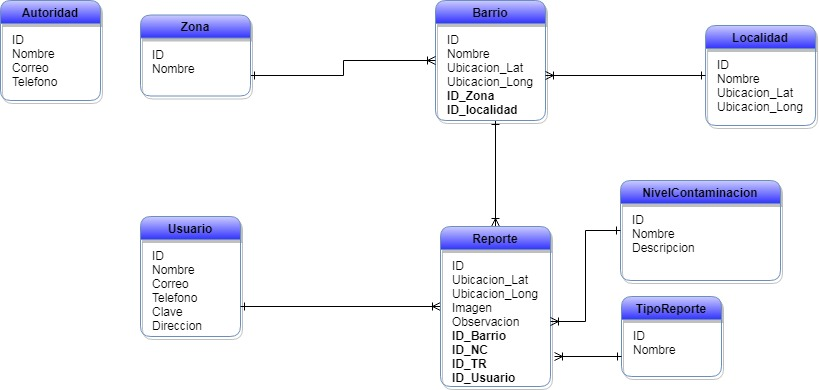 Autoridad
ID
Nombre
Correo
Telefono
Zona
ID
Nombre
Barrio
ID
Nombre
Ubicacion_Lat
Ubicacion_Long
ID_Zona
ID_localidad
Localidad
ID
Nombre
Ubicacion_Lat
Ubicacion_Long
Usuario
ID
Nombre
Correo
Telefono
Clave
Direccion
Reporte
ID
Ubicacion_Lat
Ubicacion_Long
Imagen
Observacion
ID_Barrio
ID_NC
ID_TR
ID_Usuario
NivelContaminacion
ID
Nombre
Descripcion
TipoReporte
ID
Nombre